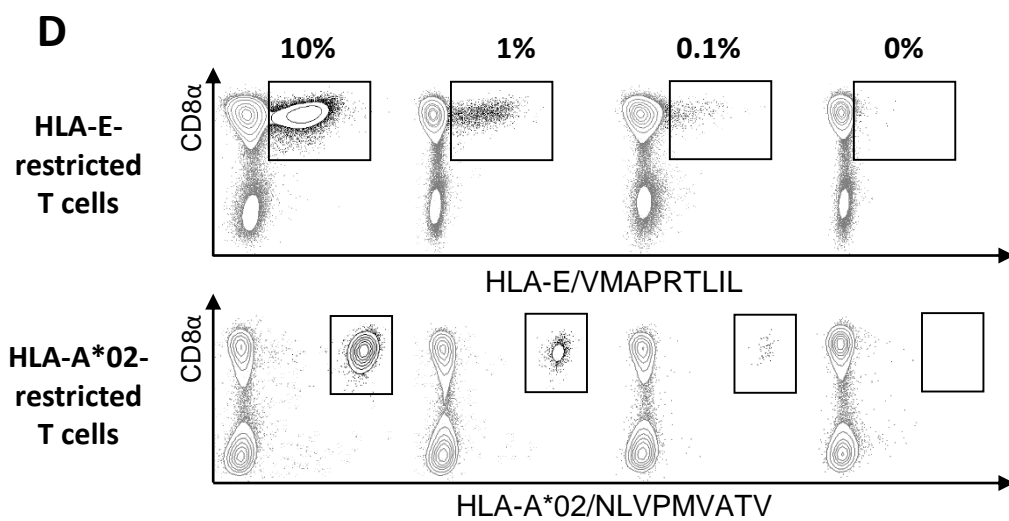 D
10% 1% 0.1% 0%
HLA-E-
restricted
T cells
CD8α
HLA-E/VMAPRTLIL
HLA-A*02-
restricted
T cells
CD8α
HLA-A*02/NLVPMVATV